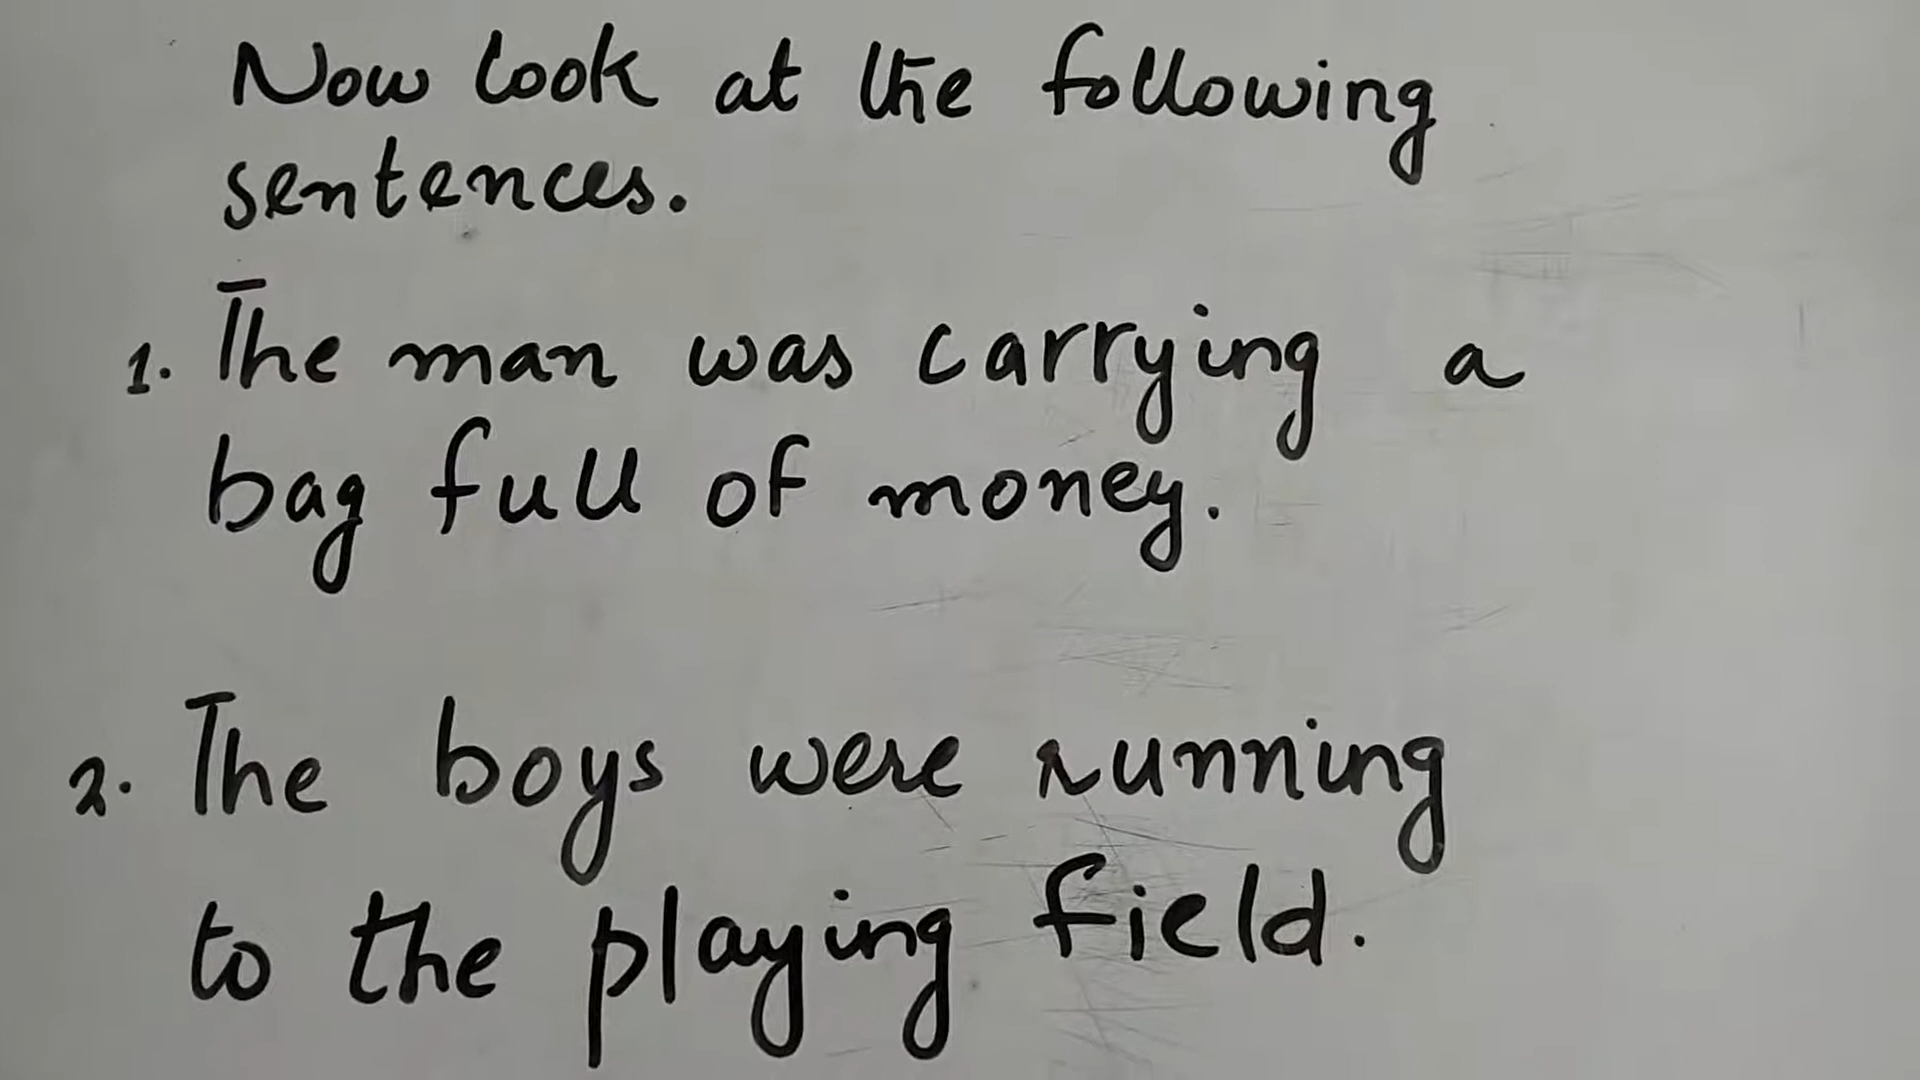 Now look at the following
sentences.
1. The man was carrying a
bag full of money.
2. The boys were running
to the playing field.